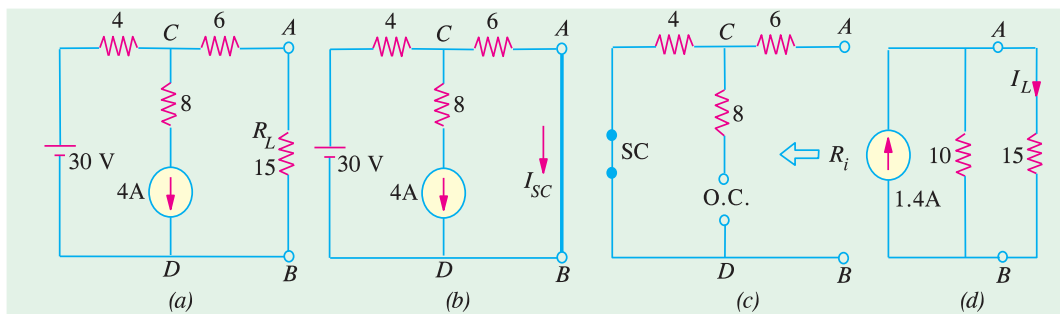 4 C 6 A
8
R_L
15
30 V
4A
D B
(a)
4 C 6 A
8
30 V
4A
I_SC
D B
(b)
4 C 6 A
8
SC
R_i
O.C.
D B
(c)
A
I_L
10 15
1.4A
B
(d)